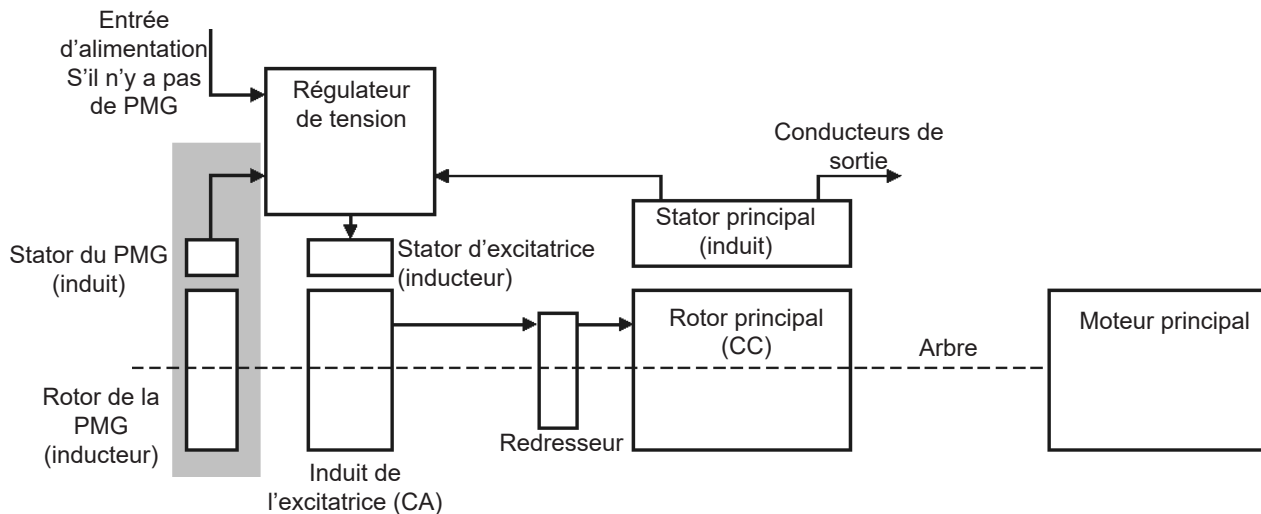 Entrée
d’alimentation
S’il n’y a pas
de PMG
Régulateur
de tension
Conducteurs de
sortie
Stator du PMG
(induit)
Stator d’excitatrice
(inducteur)
Stator principal
(induit)
Rotor principal
(CC)
Arbre
Moteur principal
Rotor de la
PMG
(inducteur)
Redresseur
Induit de
l’excitatrice (CA)